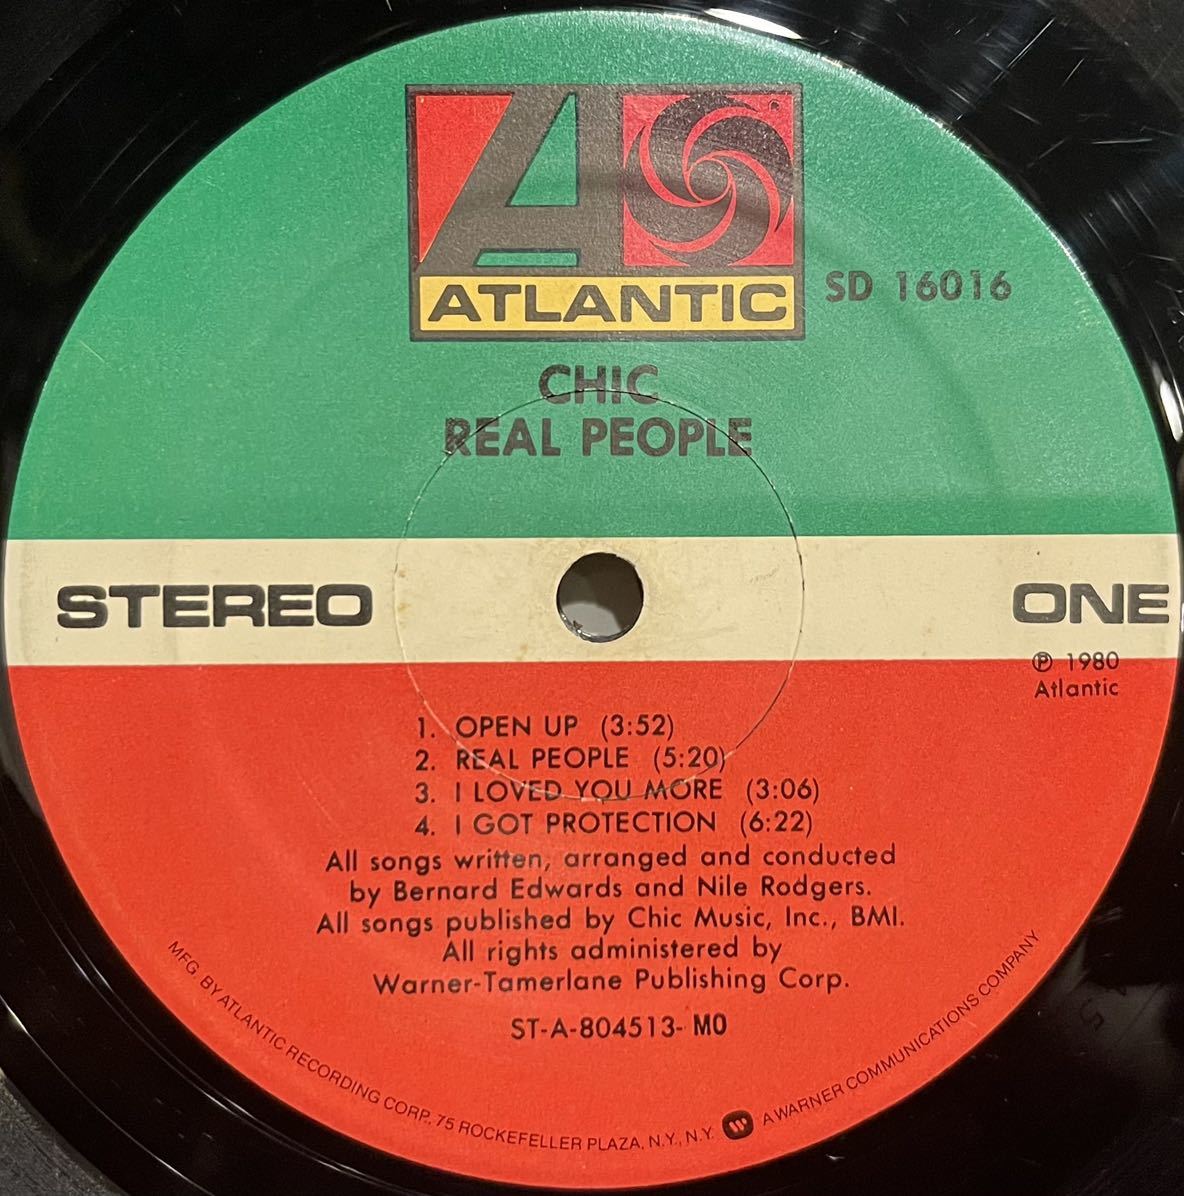 ATLANTIC
®
SD 16016
CHIC
REAL PEOPLE
STEREO
ONE
℗ 1980
Atlantic
1. OPEN UP (3:52)
2. REAL PEOPLE (5:20)
3. I LOVED YOU MORE (3:06)
4. I GOT PROTECTION (6:22)
All songs written, arranged and conducted
by Bernard Edwards and Nile Rodgers.
All songs published by Chic Music, Inc., BMI.
All rights administered by
Warner-Tamerlane Publishing Corp.
ST-A-804513- MO
MFG. BY ATLANTIC RECORDING CORP., 75 ROCKEFELLER PLAZA, N.Y., N.Y. A WARNER COMMUNICATIONS COMPANY